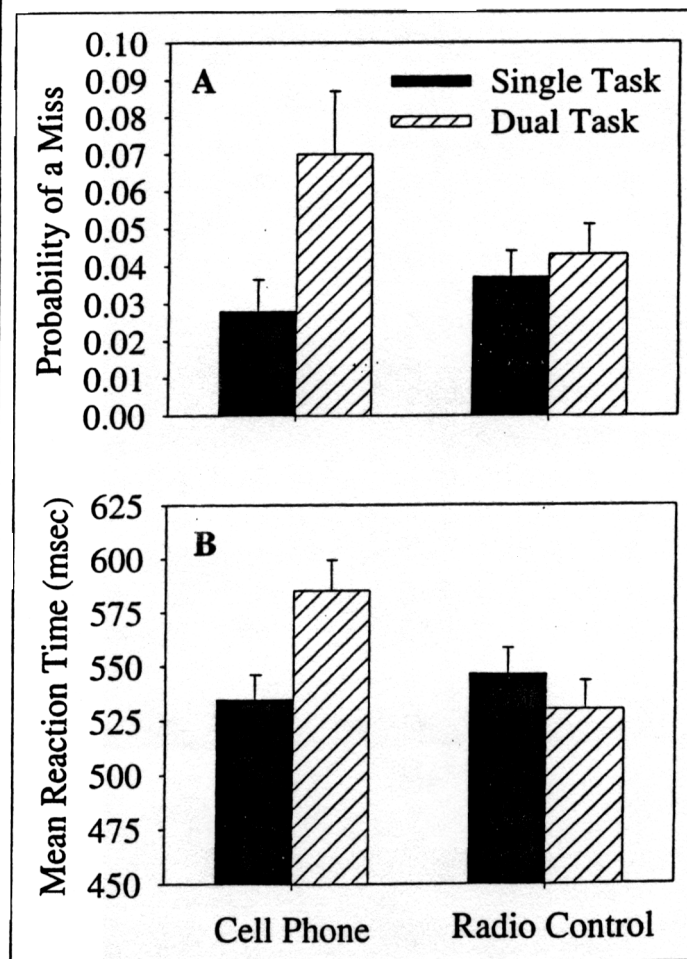 A
Single Task
Dual Task
Probability of a Miss
0.10
0.09
0.08
0.07
0.06
0.05
0.04
0.03
0.02
0.01
0.00
B
Mean Reaction Time (msec)
625
600
575
550
525
500
475
450
Cell Phone
Radio Control